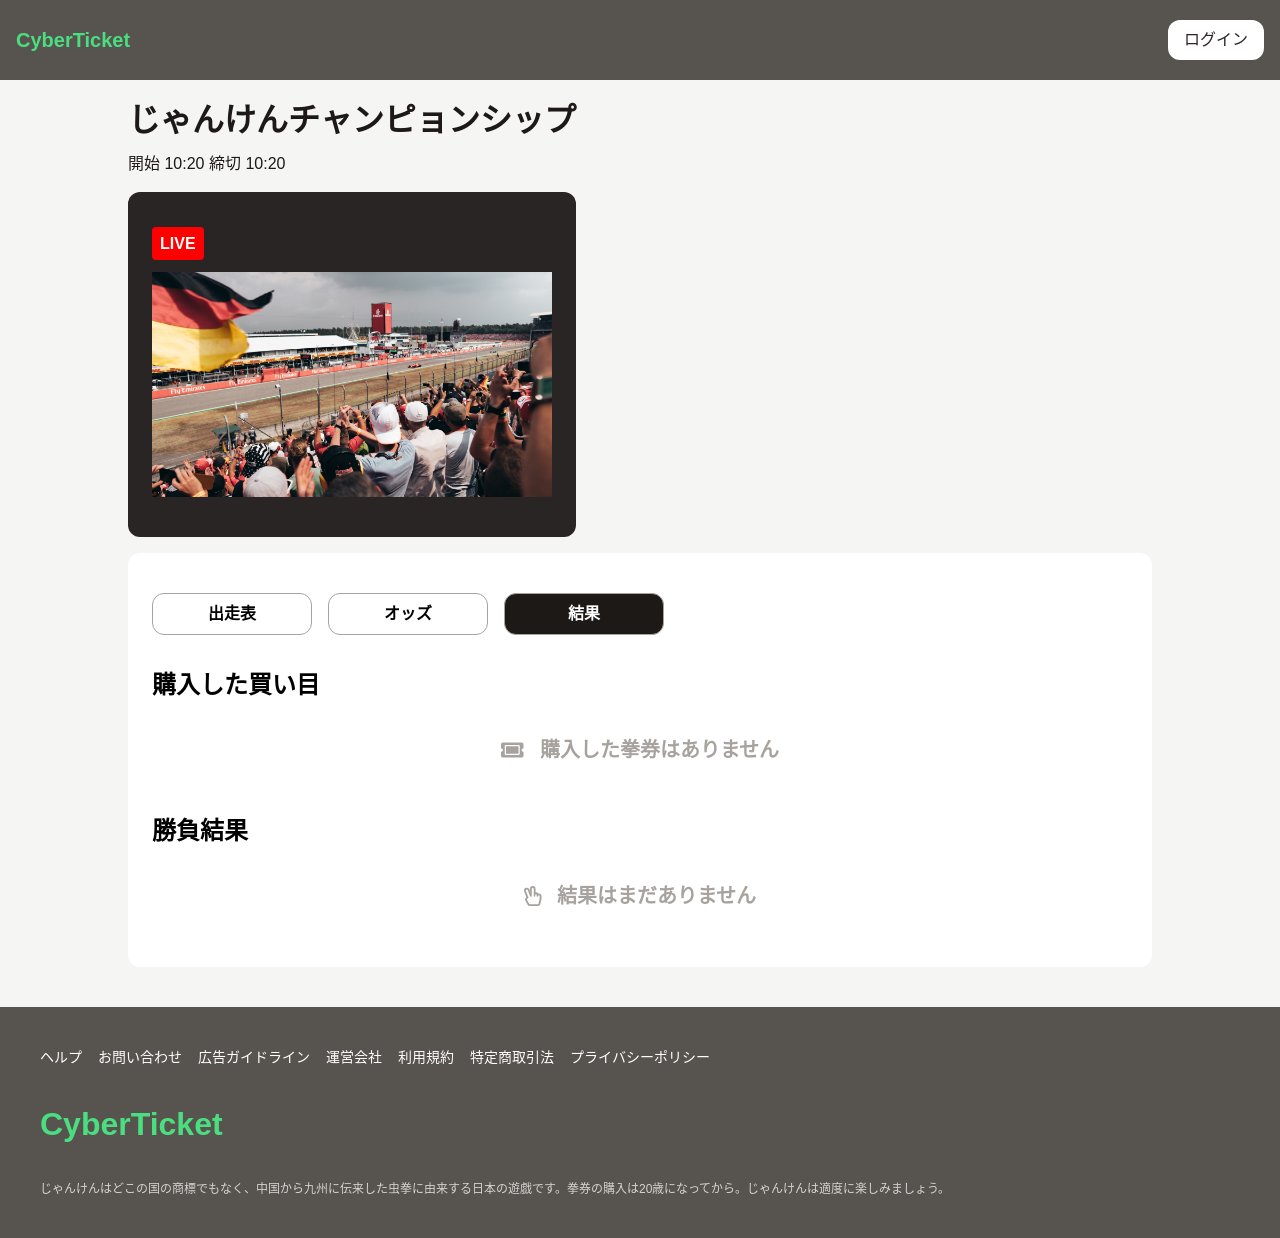 CyberTicket
ログイン
じゃんけんチャンピョンシップ
開始 10:20 締切 10:20
LIVE
Fly Emirates
出走表
オッズ
結果
購入した買い目
購入した拳券はありません
勝負結果
結果はまだありません
ヘルプ お問い合わせ 広告ガイドライン 運営会社 利用規約 特定商取引法 プライバシーポリシー
CyberTicket
じゃんけんはどこの国の商標でもなく、中国から九州に伝来した虫拳に由来する日本の遊戯です。拳券の購入は20歳になってから。じゃんけんは適度に楽しみましょう。